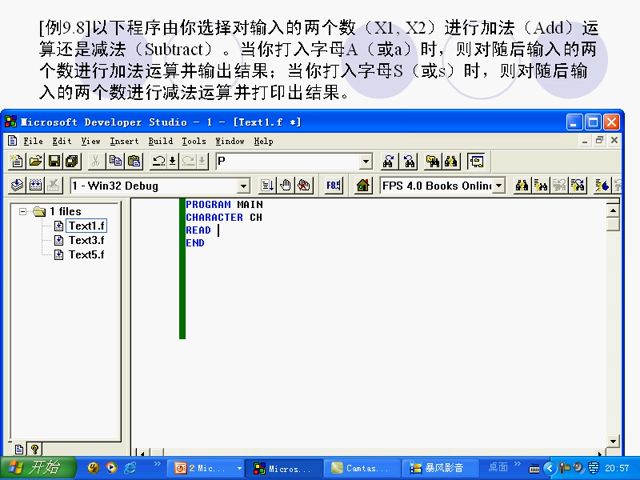 [例9.8]以下程序由你选择对输入的两个数（X1, X2）进行加法（Add）运
算还是减法（Subtract）。当你打入字母A（或a）时，则对随后输入的两
个数进行加法运算并输出结果；当你打入字母S（或s）时，则对随后输
入的两个数进行减法运算并打印出结果。
Microsoft Developer Studio - 1 - [Text1.f *]
File Edit View Insert Build Tools Window Help
P
1 - Win32 Debug
F8!
FPS 4.0 Books Online
1 files
Text1.f
Text3.f
Text5.f
PROGRAM MAIN
CHARACTER CH
READ
END
开始
2 Mic...
Micros...
Camtas...
暴风影音
桌面
20:57